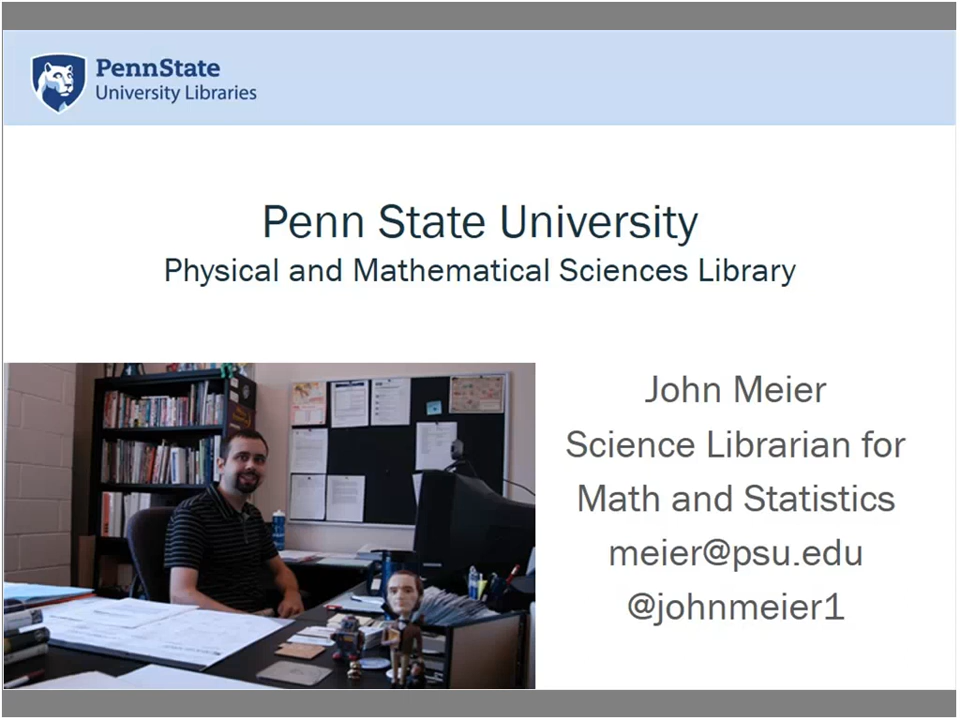 PennState
University Libraries
Penn State University
Physical and Mathematical Sciences Library
John Meier
Science Librarian for
Math and Statistics
meier@psu.edu
@johnmeier1